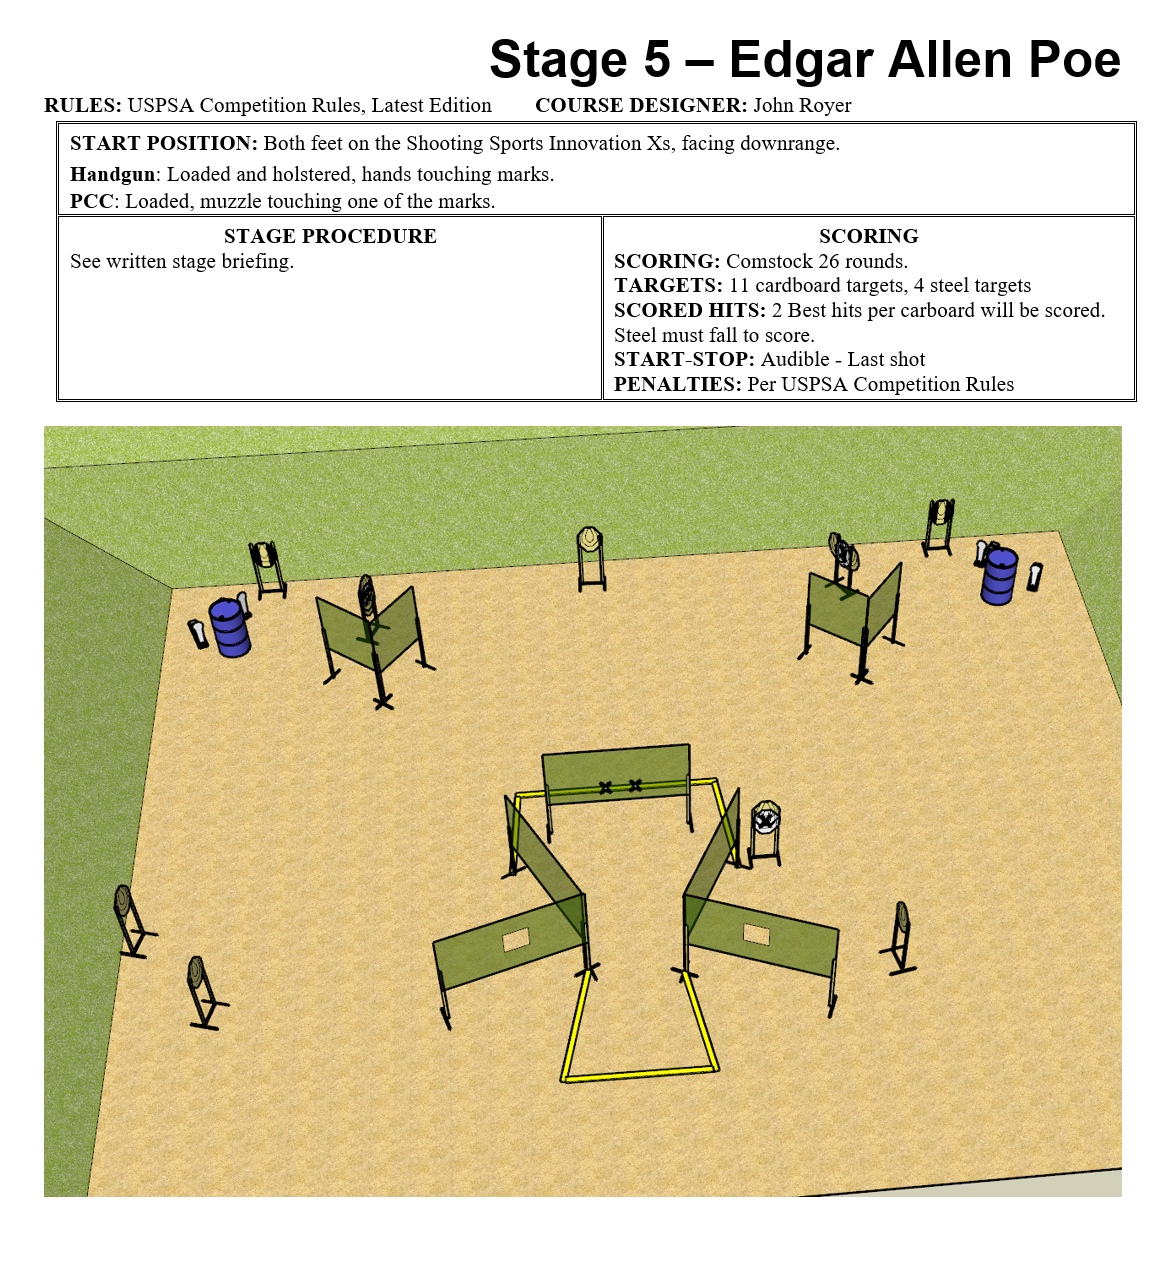 Stage 5 – Edgar Allen Poe
RULES: USPSA Competition Rules, Latest Edition COURSE DESIGNER: John Royer
START POSITION: Both feet on the Shooting Sports Innovation Xs, facing downrange.
Handgun: Loaded and holstered, hands touching marks.
PCC: Loaded, muzzle touching one of the marks.
STAGE PROCEDURE
See written stage briefing.
SCORING
SCORING: Comstock 26 rounds.
TARGETS: 11 cardboard targets, 4 steel targets
SCORED HITS: 2 Best hits per carboard will be scored.
Steel must fall to score.
START-STOP: Audible - Last shot
PENALTIES: Per USPSA Competition Rules